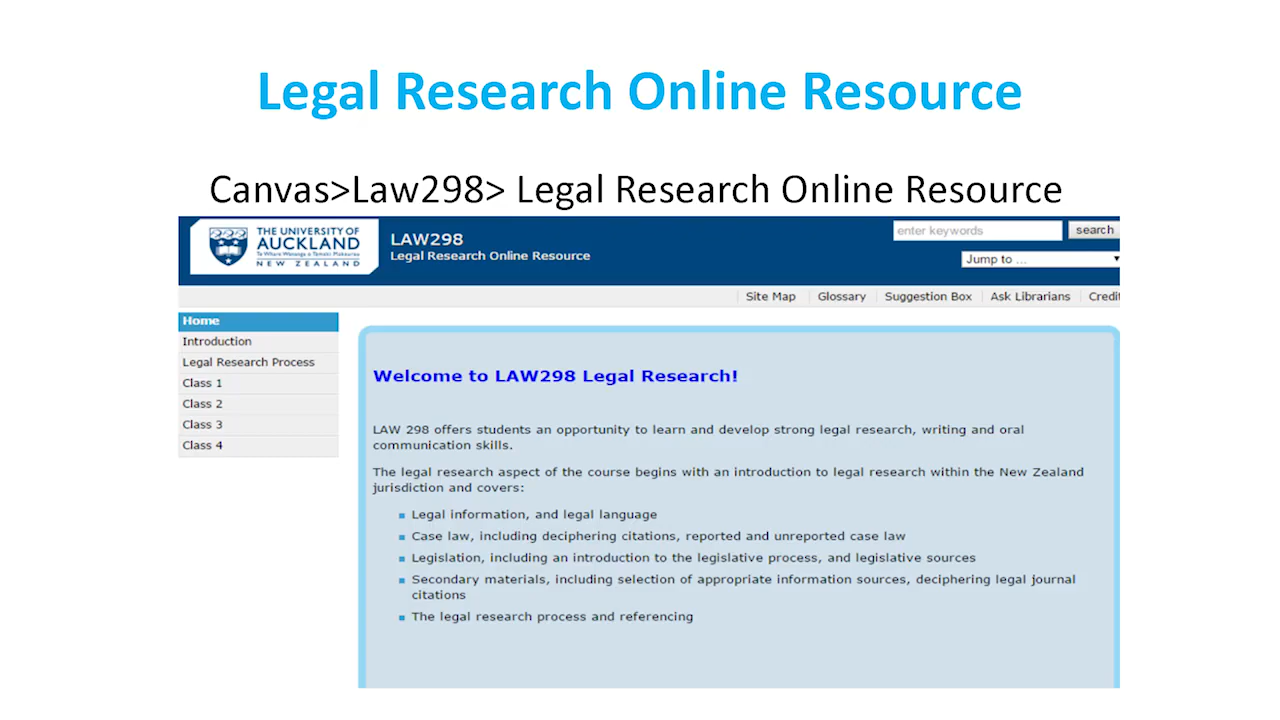 Legal Research Online Resource
Canvas>Law298> Legal Research Online Resource
THE UNIVERSITY OF
AUCKLAND
Te Whare Wānanga o Tāmaki Makaurau
NEW ZEALAND
LAW298
Legal Research Online Resource
enter keywords
search
Jump to ...
Site Map
Glossary
Suggestion Box
Ask Librarians
Credit
Home
Introduction
Legal Research Process
Class 1
Class 2
Class 3
Class 4
Welcome to LAW298 Legal Research!
LAW 298 offers students an opportunity to learn and develop strong legal research, writing and oral
communication skills.
The legal research aspect of the course begins with an introduction to legal research within the New Zealand
jurisdiction and covers:
Legal information, and legal language
Case law, including deciphering citations, reported and unreported case law
Legislation, including an introduction to the legislative process, and legislative sources
Secondary materials, including selection of appropriate information sources, deciphering legal journal
citations
The legal research process and referencing